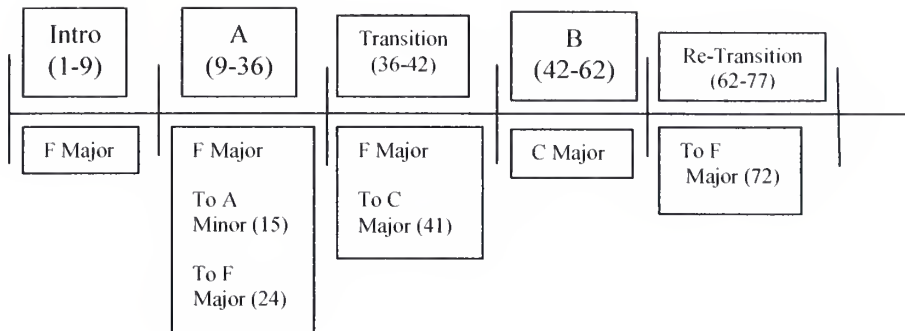 Intro
(1-9)
A
(9-36)
Transition
(36-42)
B
(42-62)
Re-Transition
(62-77)
F Major
F Major
To A
Minor (15)
To F
Major (24)
F Major
To C
Major (41)
C Major
To F
Major (72)